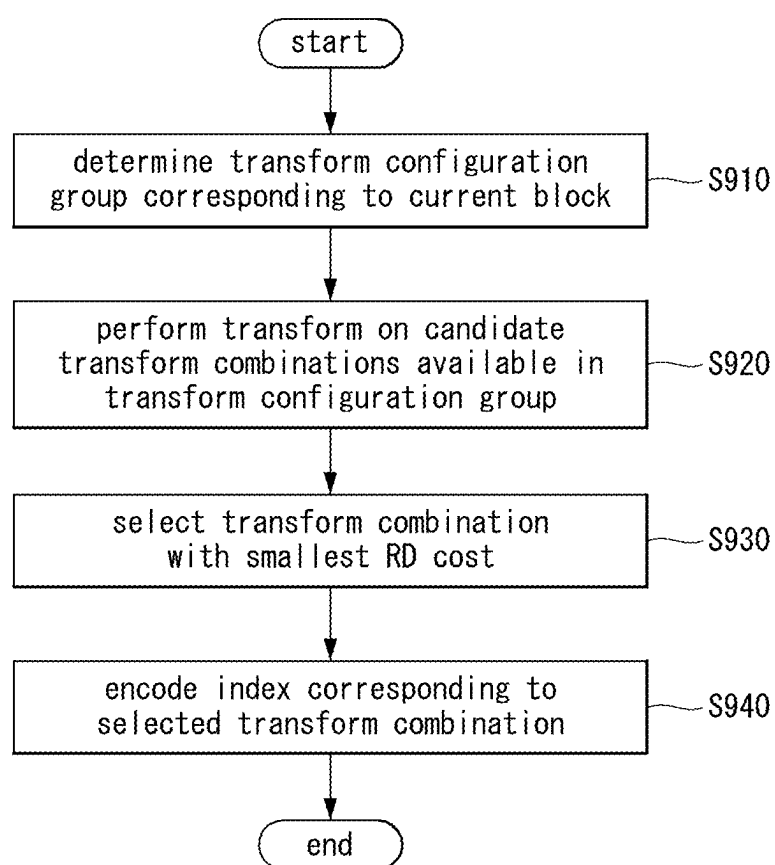 start
determine transform configuration
group corresponding to current block
S910
perform transform on candidate
transform combinations available in
transform configuration group
S920
select transform combination
with smallest RD cost
S930
encode index corresponding to
selected transform combination
S940
end